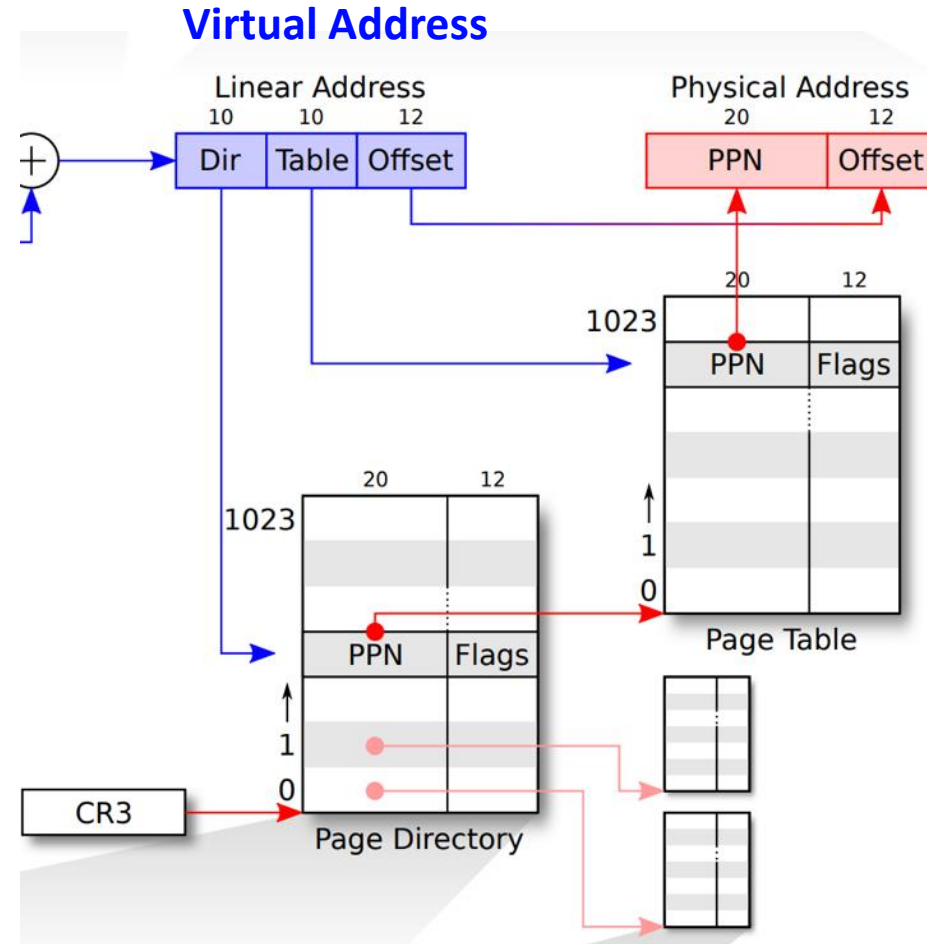 Virtual Address
Linear Address
Physical Address
10 10 12
20 12
+
Dir Table Offset
PPN Offset
20 12
1023
PPN Flags
20 12
1023
1
0
Page Table
PPN Flags
1
0
CR3
Page Directory